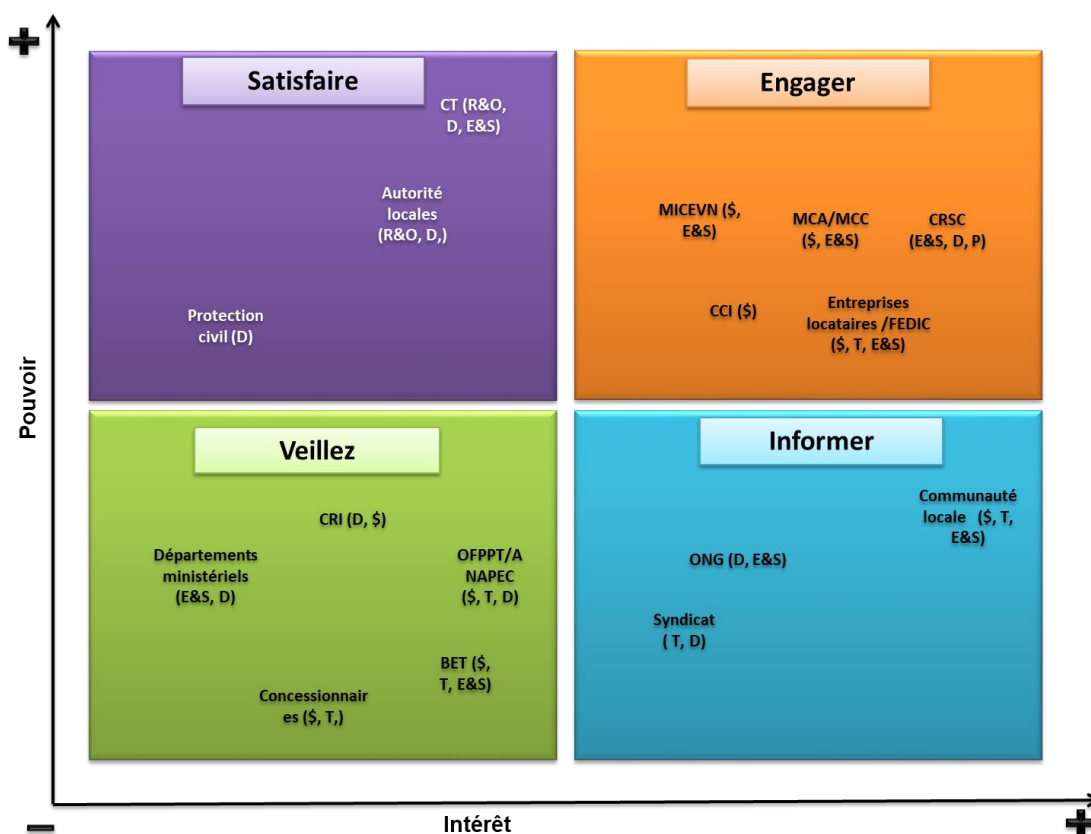 +
Satisfaire
CT (R&O,
D, E&S)
Autorité
locales
(R&O, D,)
Protection
civil (D)
Engager
MICEVN ($,
E&S)
MCA/MCC
($, E&S)
CRSC
(E&S, D, P)
CCI ($)
Entreprises
locataires /FEDIC
($, T, E&S)
Pouvoir
Veillez
CRI (D, $)
Départements
ministériels
(E&S, D)
OFPPT/A
NAPEC
($, T, D)
BET ($,
T, E&S)
Concessionnair
es ($, T,)
Informer
Communauté
locale ($, T,
E&S)
ONG (D, E&S)
Syndicat
( T, D)
−
Intérêt
+